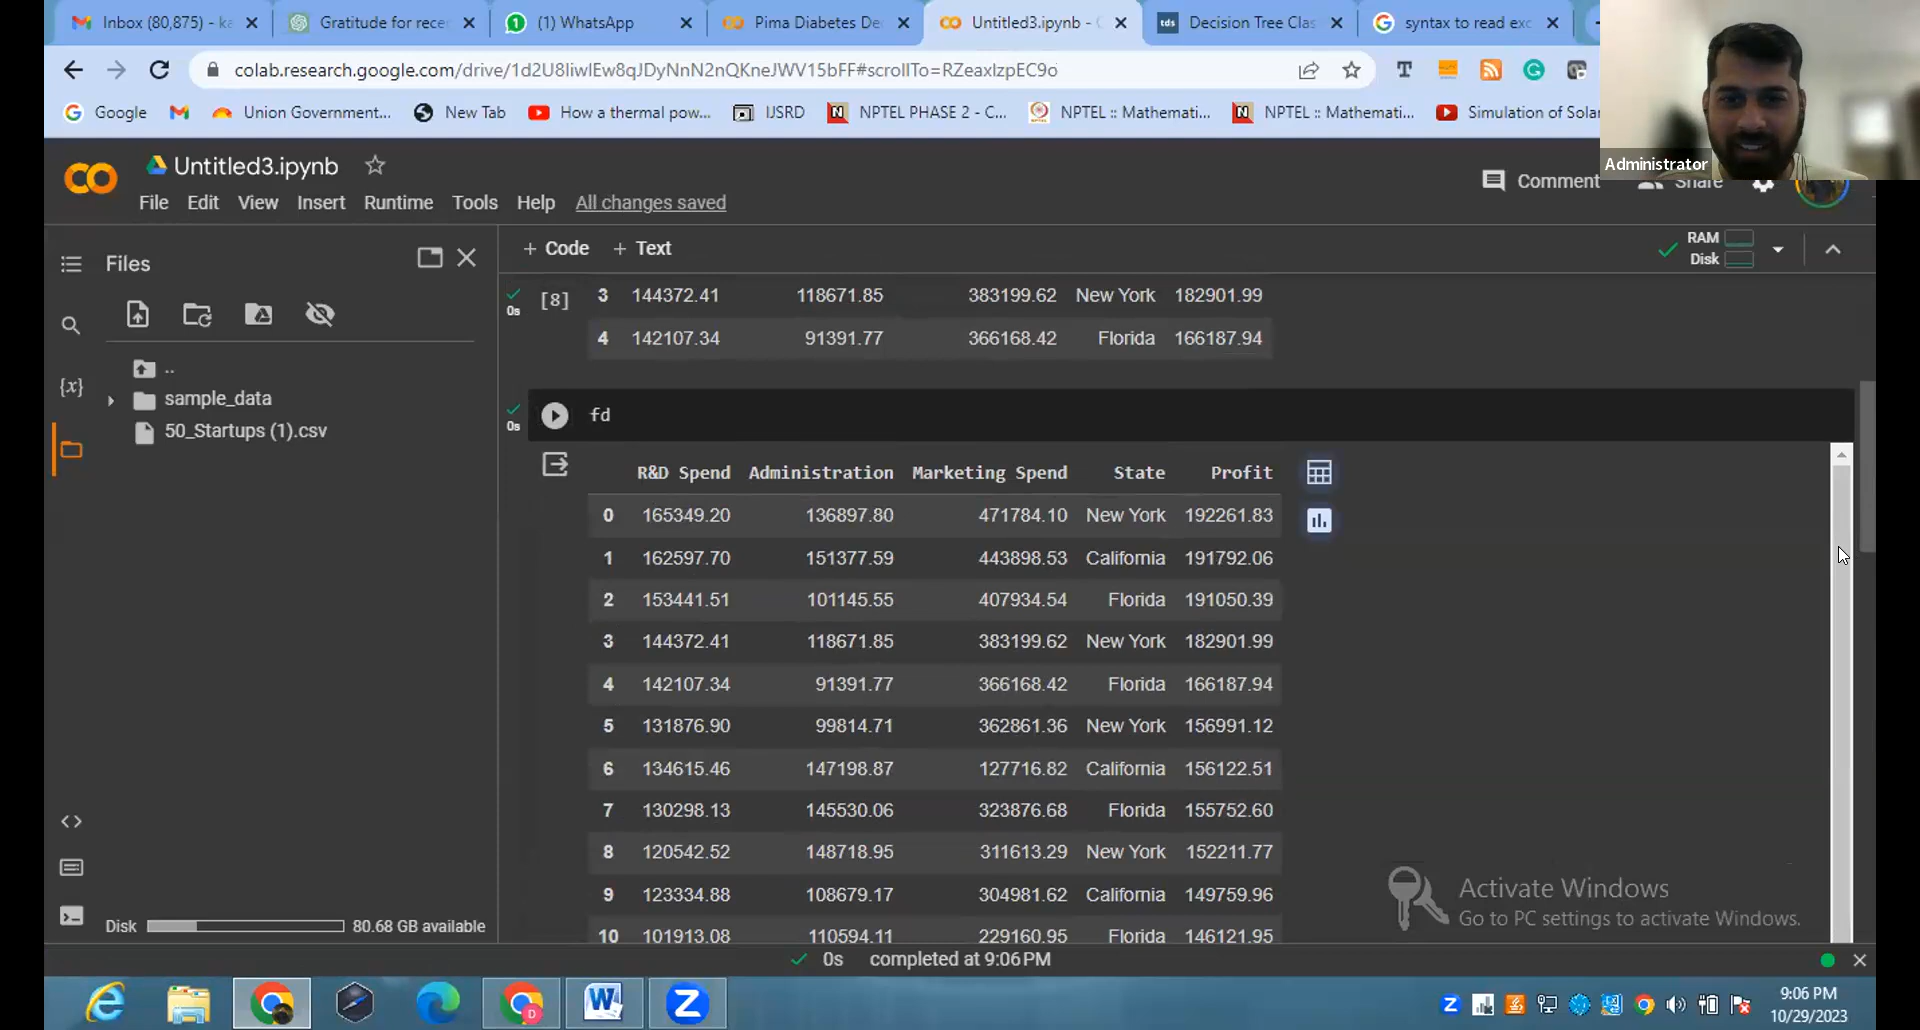 Inbox (80,875) - ka
Gratitude for rece
(1) WhatsApp
Pima Diabetes De
Untitled3.ipynb - C
tds Decision Tree Clas
syntax to read exc
colab.research.google.com/drive/
Google
Union Government...
New Tab
How a thermal pow...
IJSRD
NPTEL PHASE 2 - C...
NPTEL :: Mathemati...
NPTEL :: Mathemati...
Simulation of Solar
Administrator
Untitled3.ipynb
Comment
Share
File Edit View Insert Runtime Tools Help All changes saved
Files
+ Code + Text
RAM
Disk
..
sample_data
50_Startups (1).csv
{x}
0s [8] 3 144372.41 118671.85 383199.62 New York 182901.99
4 142107.34 91391.77 366168.42 Florida 166187.94
0s fd
R&D Spend Administration Marketing Spend State Profit
0 165349.20 136897.80 471784.10 New York 192261.83
1 162597.70 151377.59 443898.53 California 191792.06
2 153441.51 101145.55 407934.54 Florida 191050.39
3 144372.41 118671.85 383199.62 New York 182901.99
4 142107.34 91391.77 366168.42 Florida 166187.94
5 131876.90 99814.71 362861.36 New York 156991.12
6 134615.46 147198.87 127716.82 California 156122.51
7 130298.13 145530.06 323876.68 Florida 155752.60
8 120542.52 148718.95 311613.29 New York 152211.77
9 123334.88 108679.17 304981.62 California 149759.96
10 101913.08 110594.11 229160.95 Florida 146121.95
Activate Windows
Go to PC settings to activate Windows.
Disk 80.68 GB available
0s completed at 9:06 PM
9:06 PM
10/29/2023